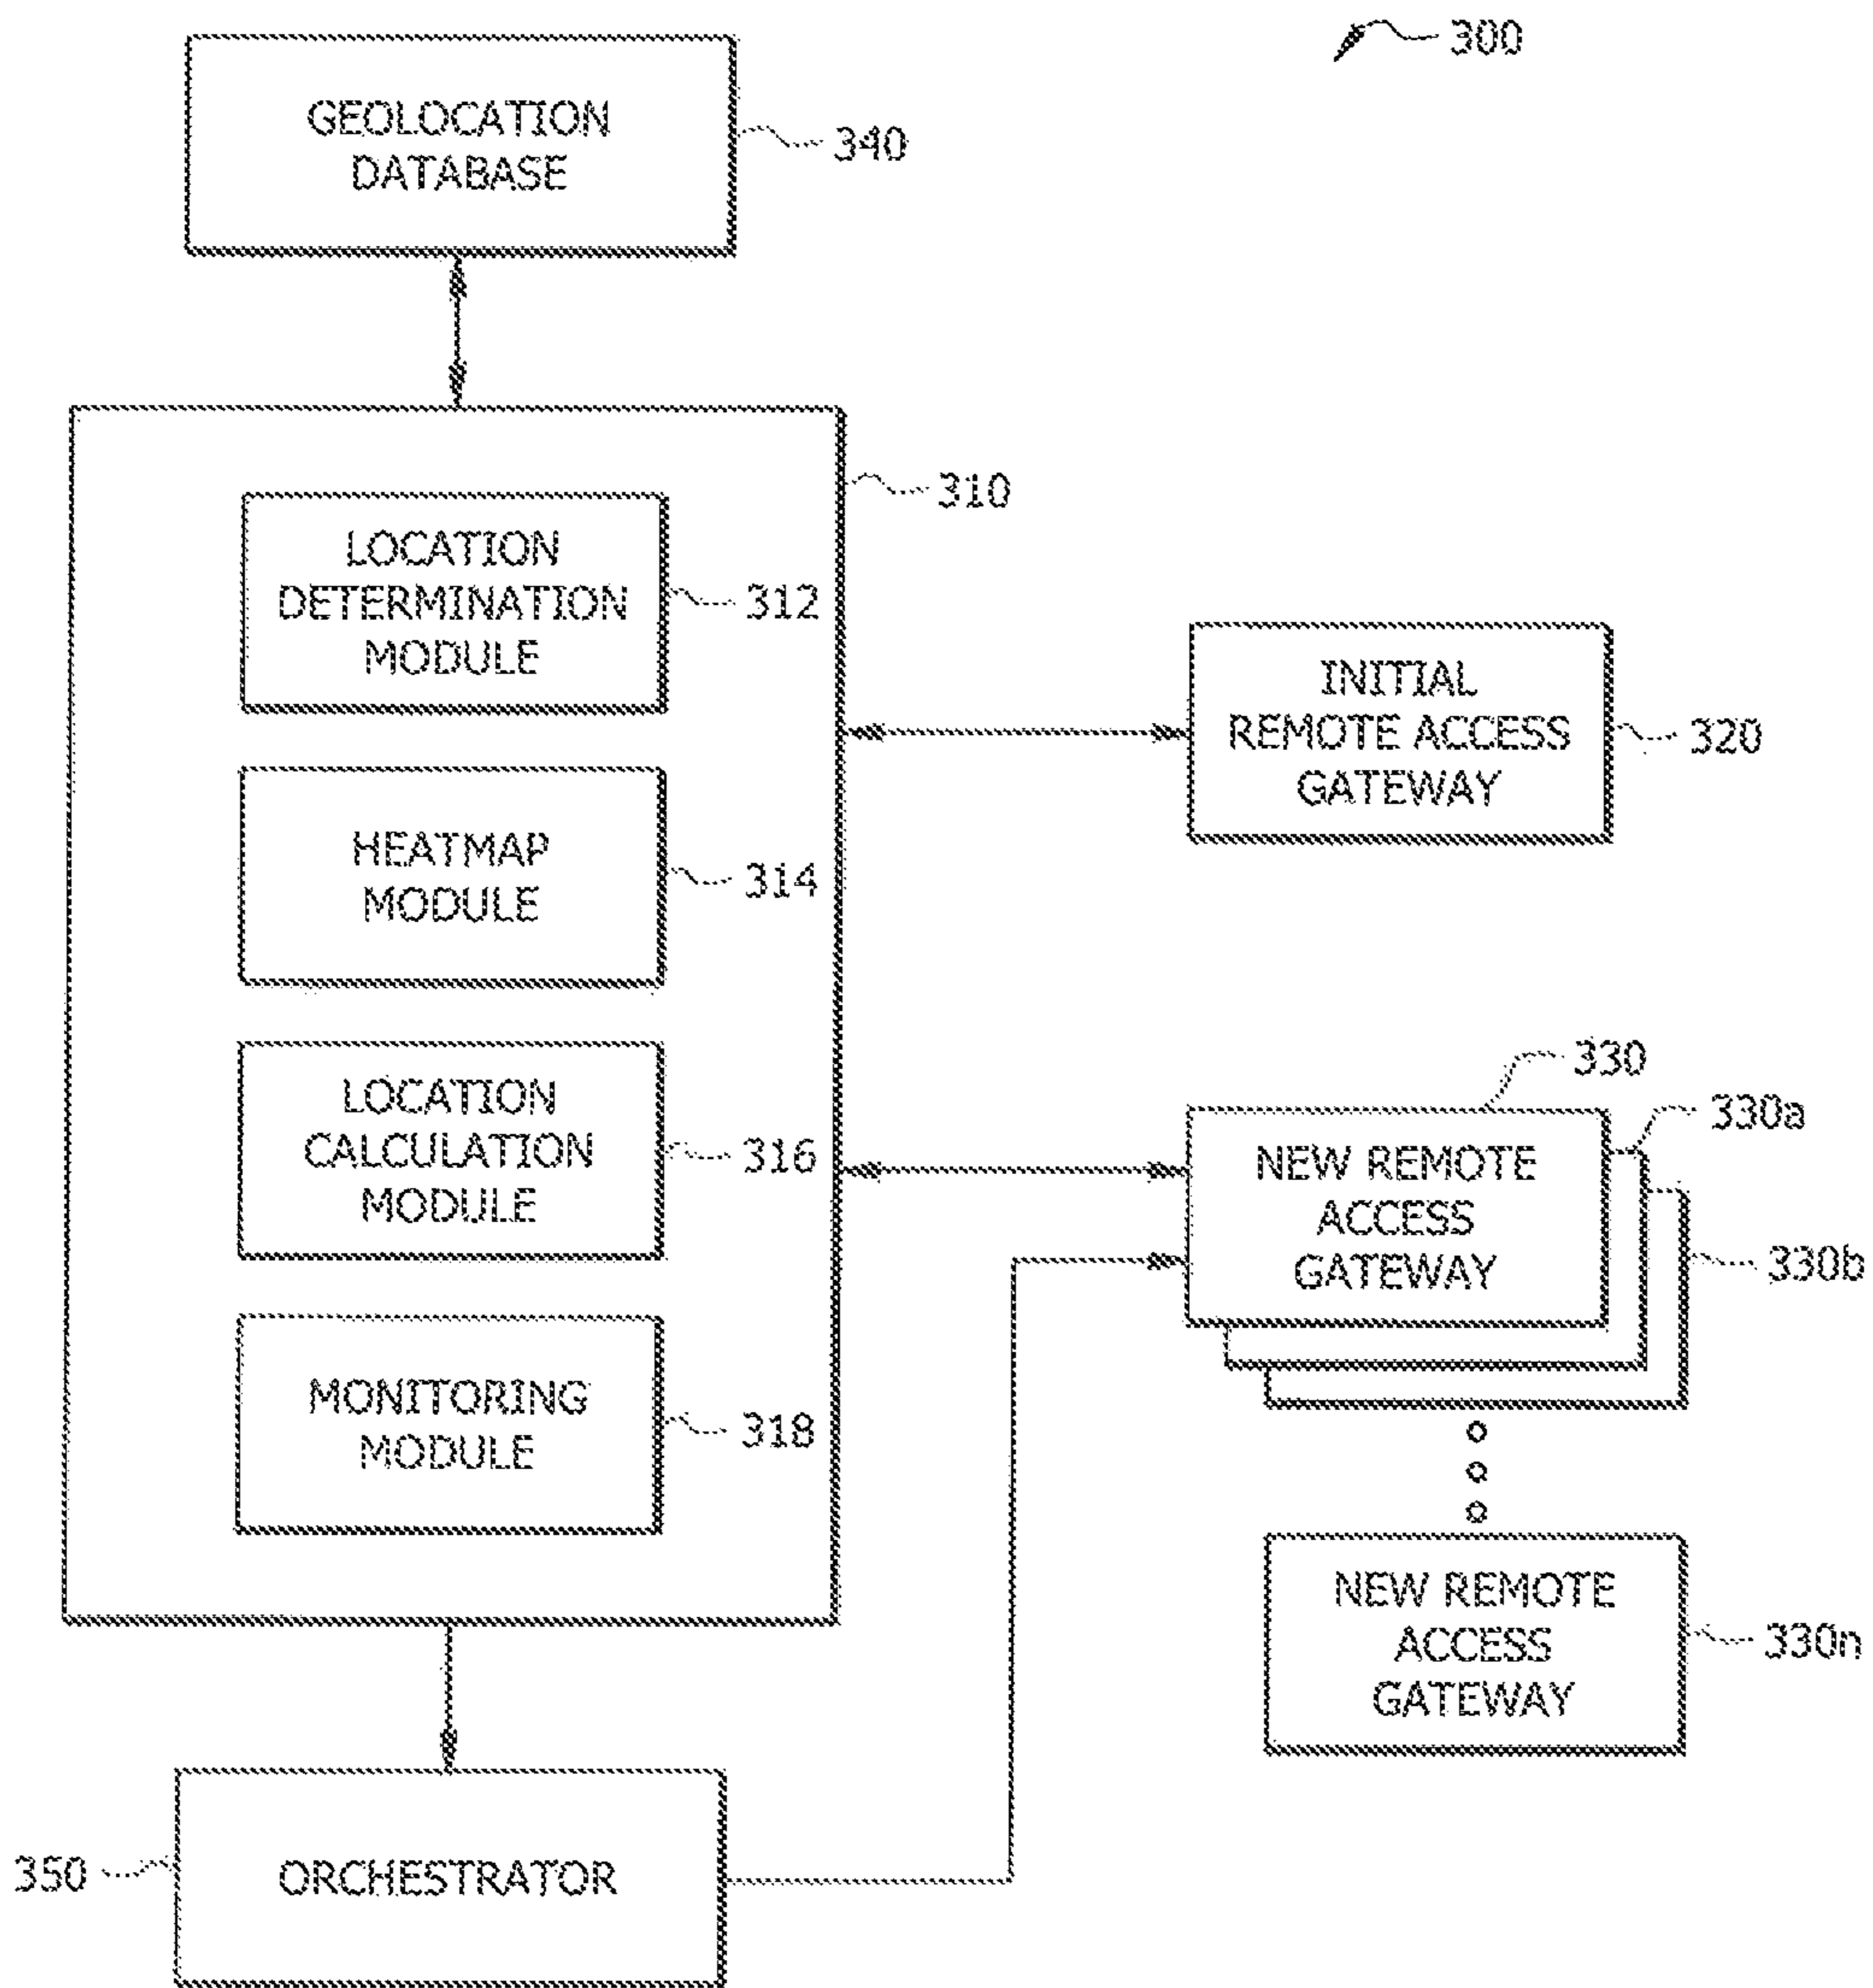 300
GEOLOCATION
DATABASE
340
310
LOCATION
DETERMINATION
MODULE
312
INITIAL
REMOTE ACCESS
GATEWAY
320
HEATMAP
MODULE
314
LOCATION
CALCULATION
MODULE
316
330
330a
NEW REMOTE
ACCESS
GATEWAY
330b
MONITORING
MODULE
318
NEW REMOTE
ACCESS
GATEWAY
330n
350
ORCHESTRATOR